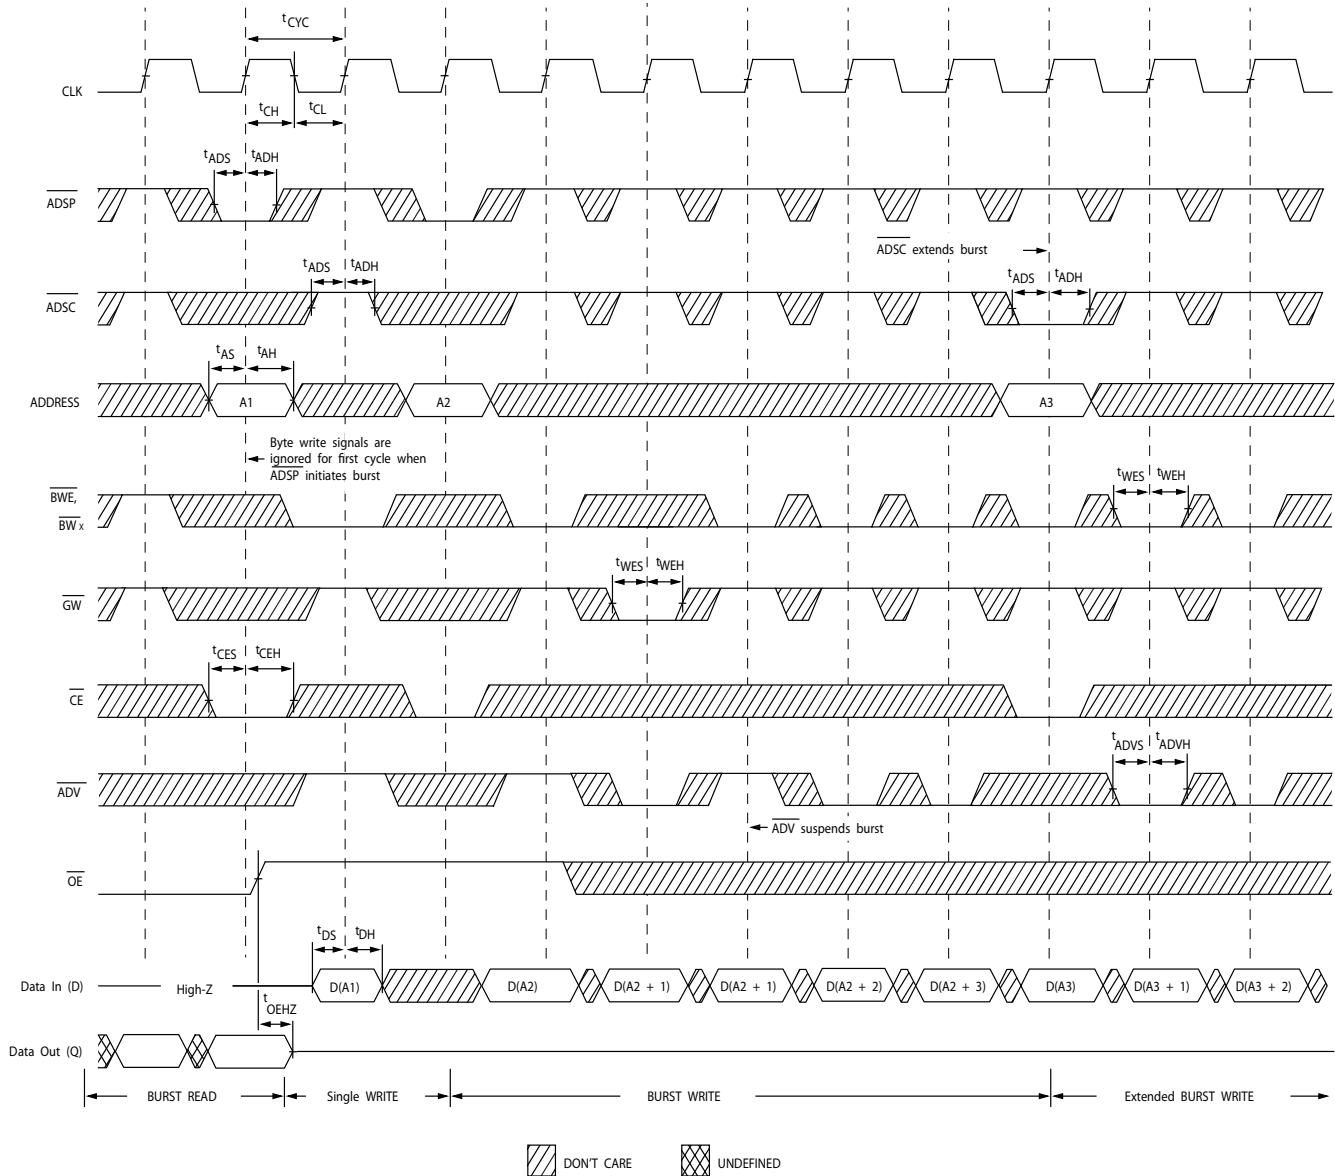 tCYC
CLK
tCH
tCL
tADS
tADH
ADSP
ADSC extends burst
tADS
tADH
tADS
tADH
ADSC
tAS
tAH
ADDRESS
A1
A2
A3
Byte write signals are
ignored for first cycle when
ADSP initiates burst
tWES
tWEH
BWE,
BW X
tWES
tWEH
GW
tCES
tCEH
CE
tADVS
tADVH
ADV
ADV suspends burst
OE
tDS
tDH
Data In (D)
High-Z
D(A1)
D(A2)
D(A2 + 1)
D(A2 + 1)
D(A2 + 2)
D(A2 + 3)
D(A3)
D(A3 + 1)
D(A3 + 2)
tOEHZ
Data Out (Q)
BURST READ
Single WRITE
BURST WRITE
Extended BURST WRITE
DON'T CARE
UNDEFINED